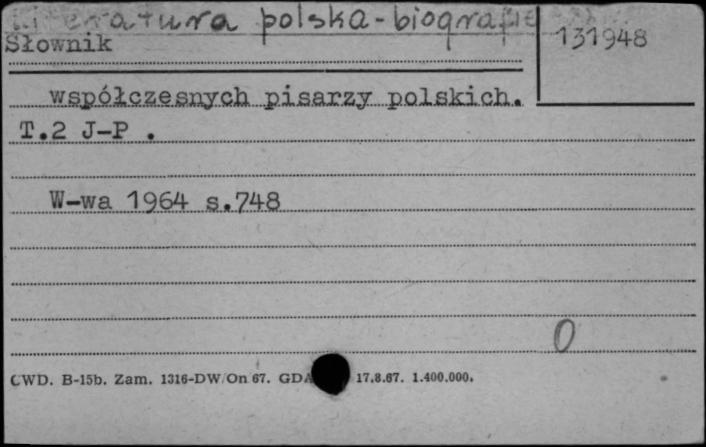 Literatura polska - biografie
Słownik
131948
współczesnych pisarzy polskich.
T.2 J-P .
W-wa 1964 s.748
0
CWD. B-15b. Zam. 1316-DW/On 67. 17.8.67. 1.400.000.